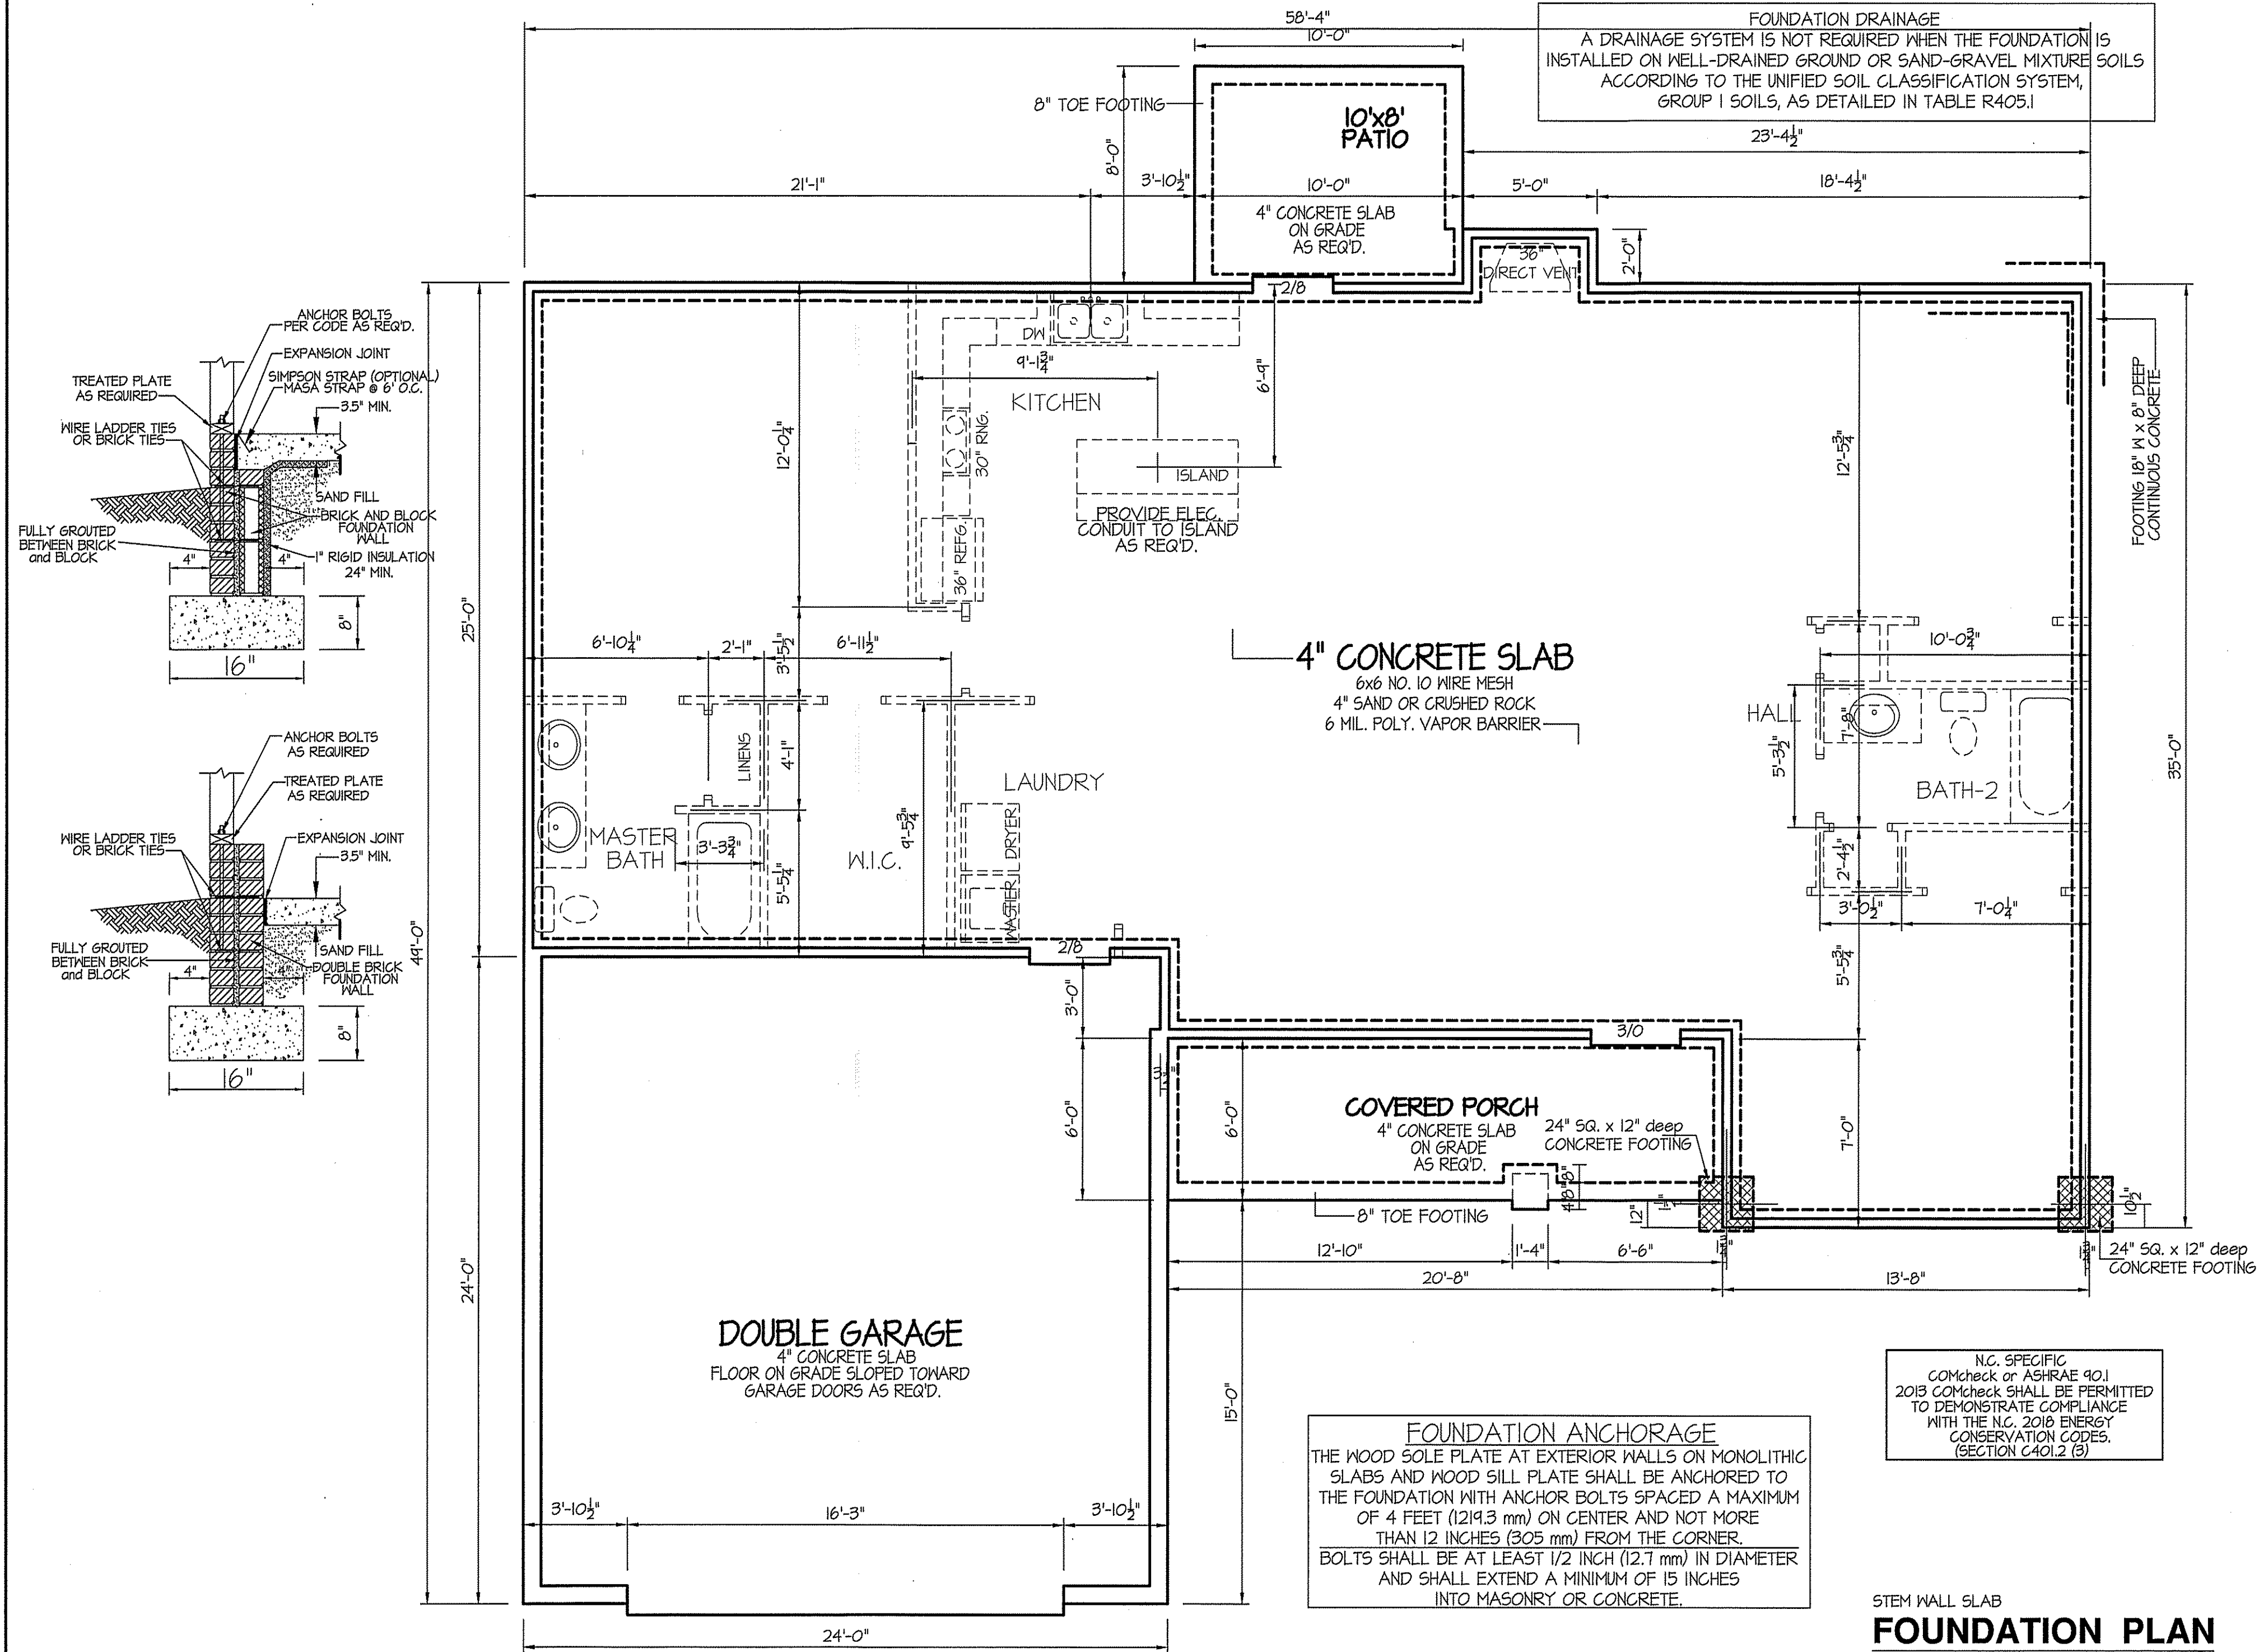 58'-4"
10'-0"
FOUNDATION DRAINAGE
A DRAINAGE SYSTEM IS NOT REQUIRED WHEN THE FOUNDATION IS
INSTALLED ON WELL-DRAINED GROUND OR SAND-GRAVEL MIXTURE SOILS
ACCORDING TO THE UNIFIED SOIL CLASSIFICATION SYSTEM,
GROUP I SOILS, AS DETAILED IN TABLE R405.1
8" TOE FOOTING
10'x8'
PATIO
8'-0"
23'-4½"
21'-1"
3'-10½"
10'-0"
5'-0"
18'-4½"
4" CONCRETE SLAB
ON GRADE
AS REQ'D.
2'-0"
36"
DIRECT VENT
2/8
ANCHOR BOLTS
PER CODE AS REQ'D.
EXPANSION JOINT
SIMPSON STRAP (OPTIONAL)
MASA STRAP @ 6' O.C.
3.5" MIN.
TREATED PLATE
AS REQUIRED
WIRE LADDER TIES
OR BRICK TIES
SAND FILL
BRICK AND BLOCK
FOUNDATION
WALL
FULLY GROUTED
BETWEEN BRICK
and BLOCK
1" RIGID INSULATION
24" MIN.
4"
4"
8"
16"
DW
9'-1¾"
KITCHEN
6'-9"
12'-0¼"
30" RNG.
ISLAND
36" REFG.
PROVIDE ELEC.
CONDUIT TO ISLAND
AS REQ'D.
12'-5¾"
FOOTING 18" W x 8" DEEP
CONTINUOUS CONCRETE
25'-0"
6'-10¼"
2'-1"
3'-5½"
6'-11½"
4" CONCRETE SLAB
6x6 NO. 10 WIRE MESH
4" SAND OR CRUSHED ROCK
6 MIL. POLY. VAPOR BARRIER
10'-0¾"
HALL
7'-8"
5'-3½"
BATH-2
35'-0"
LINENS
4'-1"
LAUNDRY
MASTER
BATH
3'-3¾"
W.I.C.
9'-5¾"
DRYER
WASHER
5'-5¼"
2'-4½"
3'-0½"
7'-0¼"
5'-5¾"
ANCHOR BOLTS
AS REQUIRED
TREATED PLATE
AS REQUIRED
WIRE LADDER TIES
OR BRICK TIES
EXPANSION JOINT
3.5" MIN.
FULLY GROUTED
BETWEEN BRICK
and BLOCK
SAND FILL
DOUBLE BRICK
FOUNDATION
WALL
4"
4"
8"
16"
49'-0"
2/8
3'-0"
3/0
3½"
6'-0"
6'-0"
COVERED PORCH
4" CONCRETE SLAB
ON GRADE
AS REQ'D.
24" SQ. x 12" deep
CONCRETE FOOTING
7'-0"
8" TOE FOOTING
4"
8"
8"
12"
10½"
24" SQ. x 12" deep
CONCRETE FOOTING
12'-10"
1'-4"
6'-6"
20'-8"
13'-8"
24'-0"
DOUBLE GARAGE
4" CONCRETE SLAB
FLOOR ON GRADE SLOPED TOWARD
GARAGE DOORS AS REQ'D.
15'-0"
3'-10½"
16'-3"
3'-10½"
24'-0"
N.C. SPECIFIC
COMcheck or ASHRAE 90.1
2013 COMcheck SHALL BE PERMITTED
TO DEMONSTRATE COMPLIANCE
WITH THE N.C. 2018 ENERGY
CONSERVATION CODES.
(SECTION C401.2 (3)
FOUNDATION ANCHORAGE
THE WOOD SOLE PLATE AT EXTERIOR WALLS ON MONOLITHIC
SLABS AND WOOD SILL PLATE SHALL BE ANCHORED TO
THE FOUNDATION WITH ANCHOR BOLTS SPACED A MAXIMUM
OF 4 FEET (1219.3 mm) ON CENTER AND NOT MORE
THAN 12 INCHES (305 mm) FROM THE CORNER.
BOLTS SHALL BE AT LEAST 1/2 INCH (12.7 mm) IN DIAMETER
AND SHALL EXTEND A MINIMUM OF 15 INCHES
INTO MASONRY OR CONCRETE.
STEM WALL SLAB
FOUNDATION PLAN